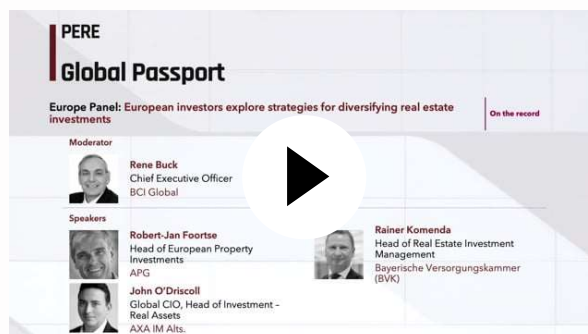 PERE
Global Passport
Europe Panel: European investors explore strategies for diversifying real estate
investments
On the record
Moderator
Rene Buck
Chief Executive Officer
BCI Global
Speakers
Robert-Jan Foortse
Head of European Property
Investments
APG
Rainer Komenda
Head of Real Estate Investment
Management
Bayerische Versorgungskammer
(BVK)
John O'Driscoll
Global CIO, Head of Investment –
Real Assets
AXA IM Alts.